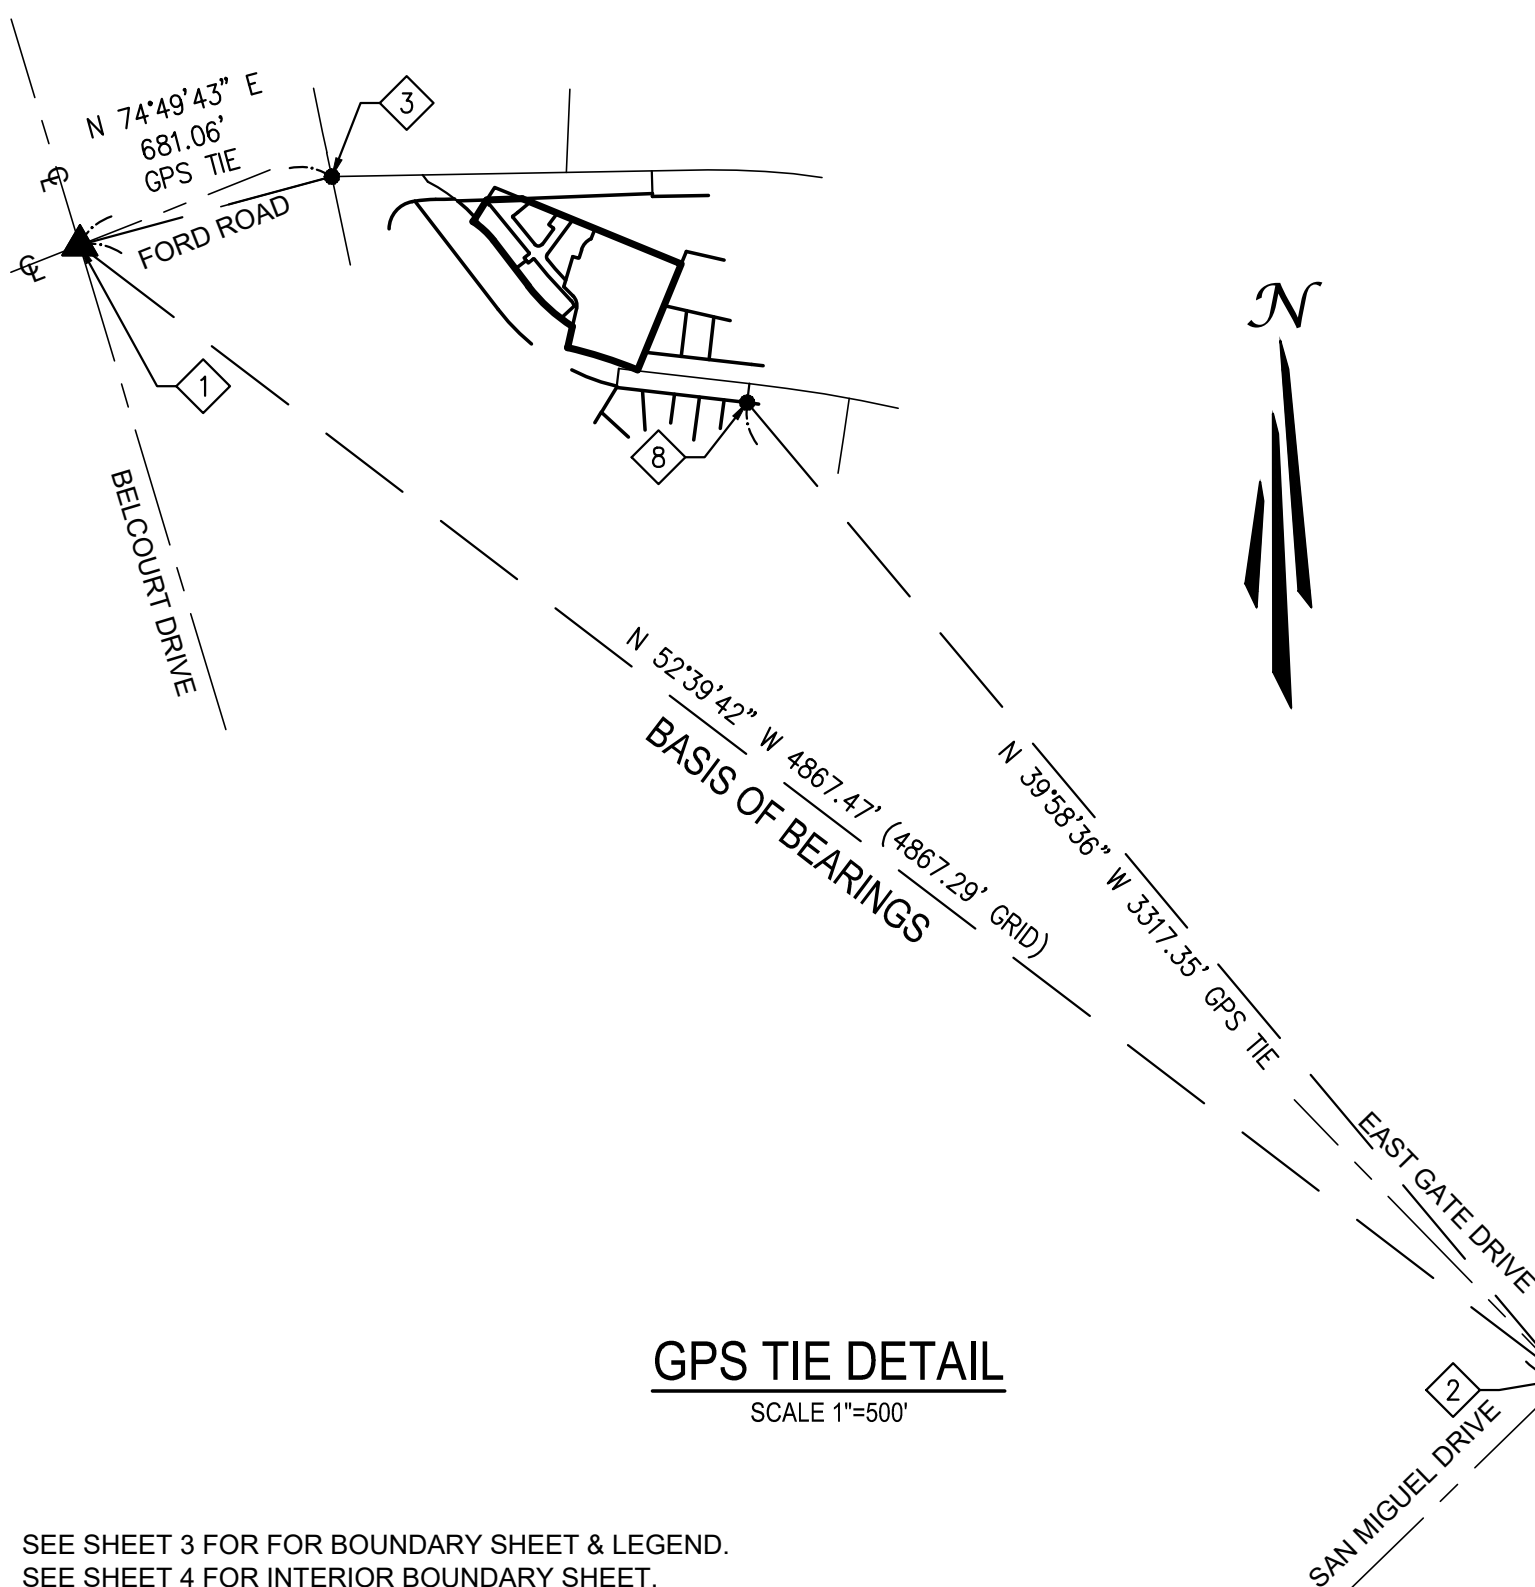 N 74°49'43" E
681.06'
GPS TIE
3
℄
FORD ROAD
℄
N
1
8
BELCOURT DRIVE
N 52°39'42" W 4867.47' (4867.29' GRID)
BASIS OF BEARINGS
N 39°58'36" W 3317.35' GPS TIE
EAST GATE DRIVE
GPS TIE DETAIL
SCALE 1"=500'
2
SAN MIGUEL DRIVE
SEE SHEET 3 FOR FOR BOUNDARY SHEET & LEGEND.
SEE SHEET 4 FOR INTERIOR BOUNDARY SHEET.